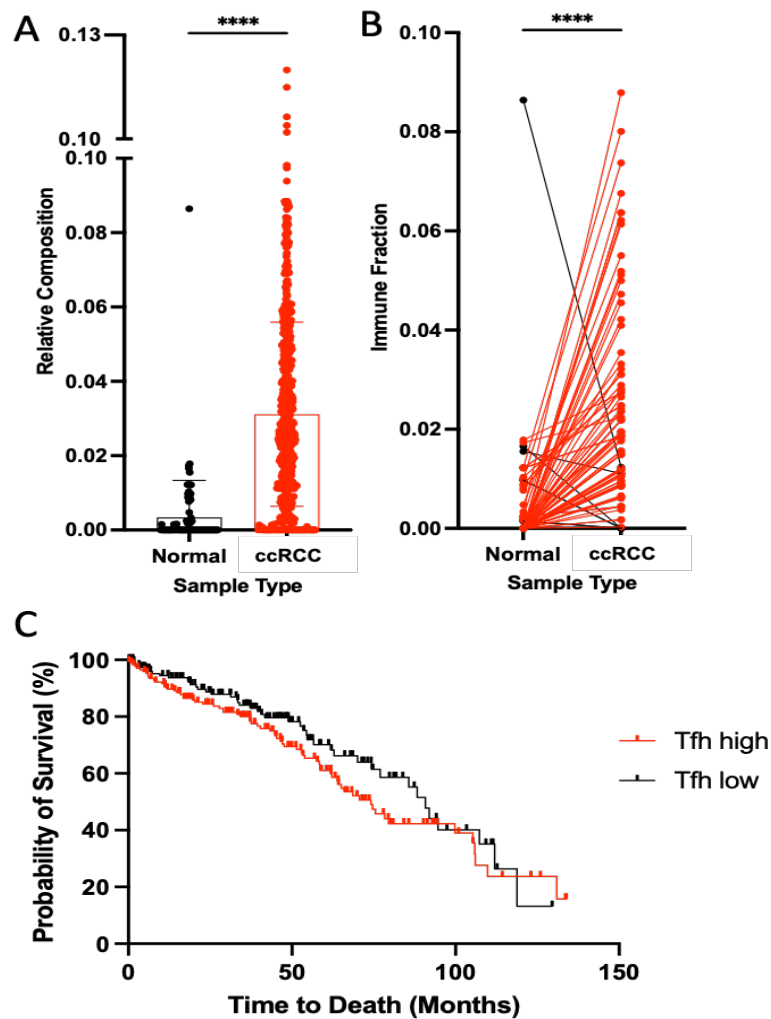 A
****
0.13
0.10
0.10
0.08
0.06
0.04
0.02
0.00
Relative Composition
Normal
ccRCC
Sample Type
B
****
0.10
0.08
0.06
0.04
0.02
0.00
Immune Fraction
Normal
ccRCC
Sample Type
C
100
80
60
40
20
0
Probability of Survival (%)
0
50
100
150
Time to Death (Months)
Tfh high
Tfh low